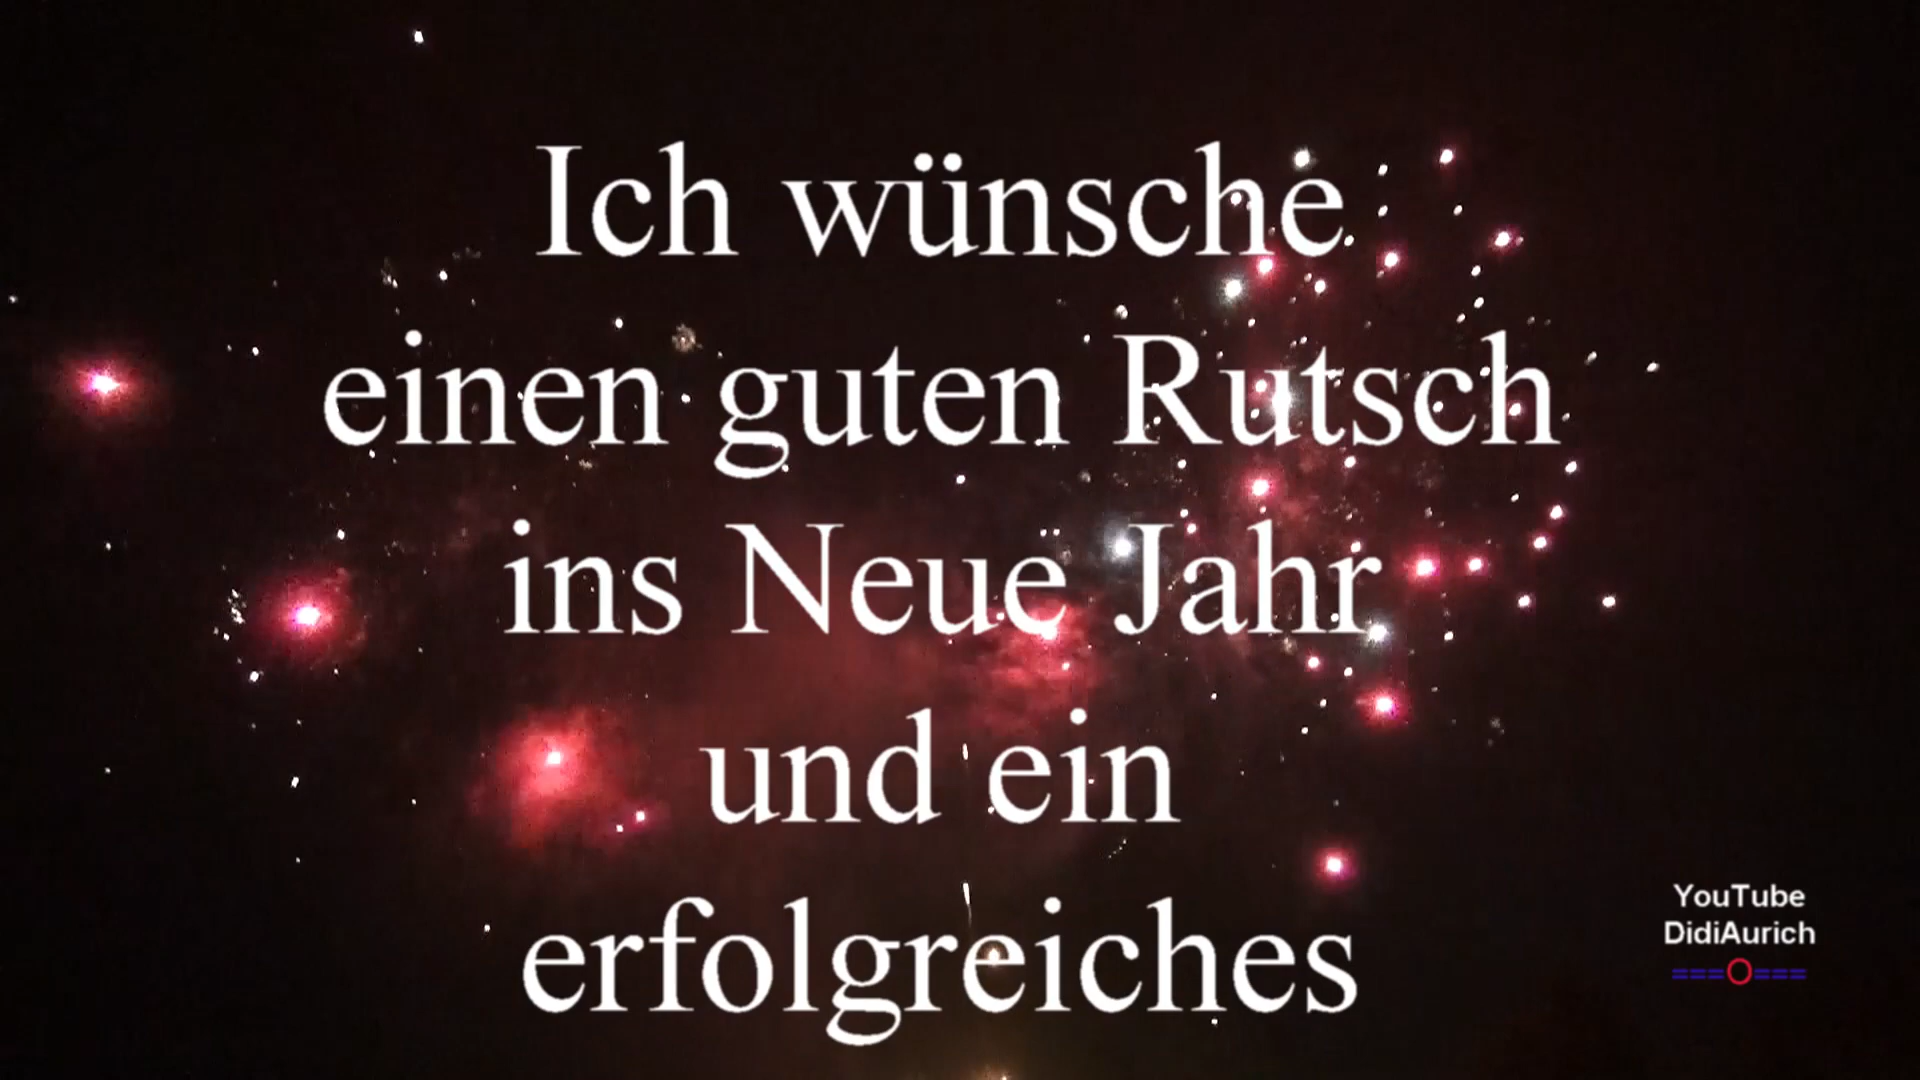 Ich wünsche
einen guten Rutsch
ins Neue Jahr
und ein
erfolgreiches
YouTube
DidiAurich
===O===